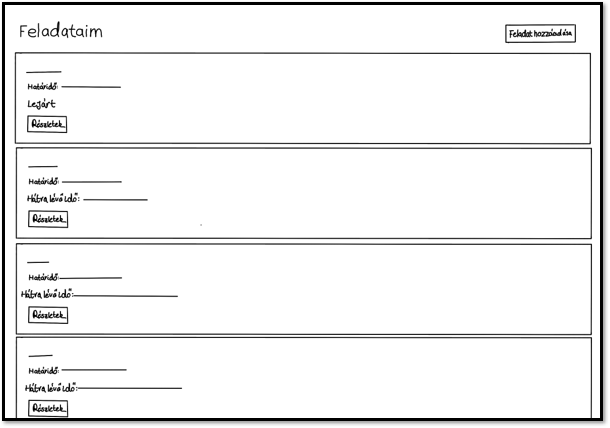 Feladataim
Feladat hozzáadása
Határidő:
Lejárt
Részletek
Határidő:
Hátra lévő idő:
Részletek
Határidő:
Hátra lévő idő:
Részletek
Határidő:
Hátra lévő idő:
Részletek